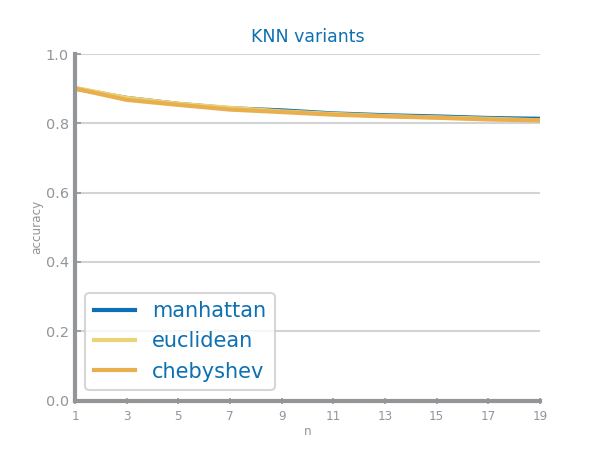 KNN variants
1.0
0.8
0.6
0.4
0.2
0.0
accuracy
manhattan
euclidean
chebyshev
1 3 5 7 9 11 13 15 17 19
n